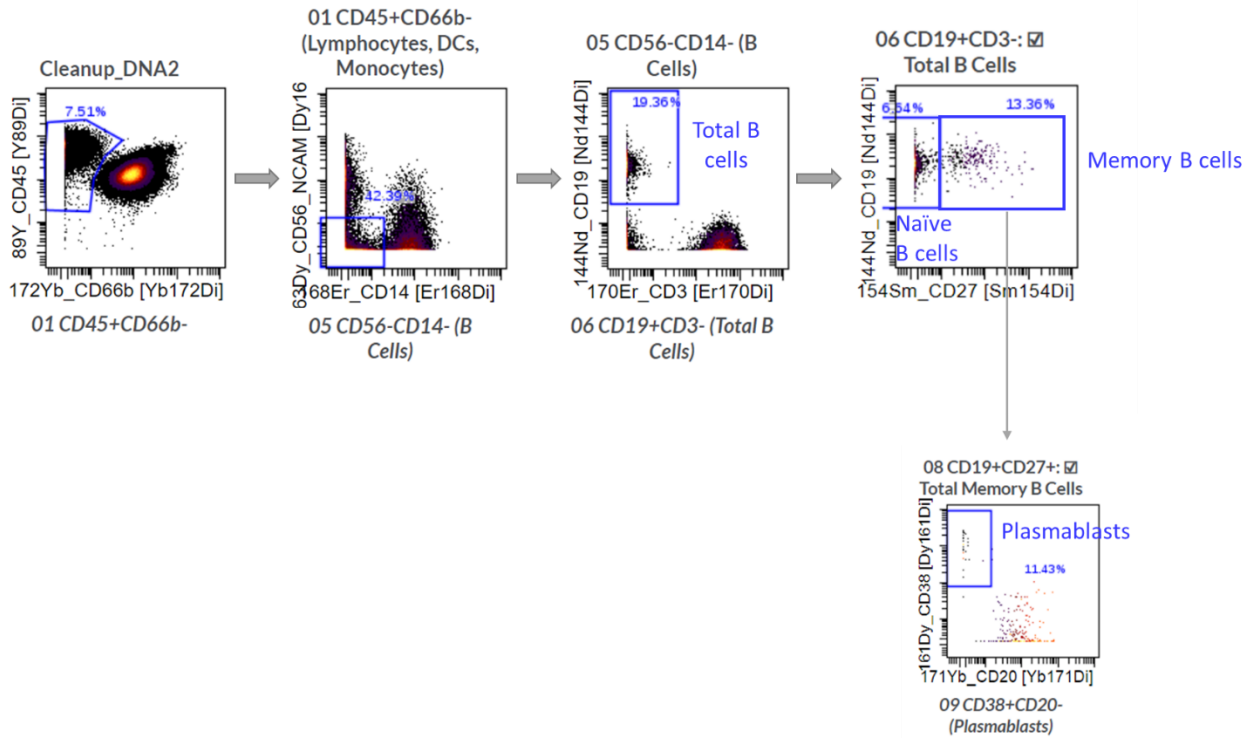 Cleanup_DNA2
7.51%
89Y_CD45 [Y89Di]
172Yb_CD66b [Yb172Di]
01 CD45+CD66b-
01 CD45+CD66b-
(Lymphocytes, DCs,
Monocytes)
42.39%
63Dy_CD56_NCAM [Dy16
168Er_CD14 [Er168Di]
05 CD56-CD14- (B
Cells)
05 CD56-CD14- (B
Cells)
19.36%
Total B
cells
144Nd_CD19 [Nd144Di]
170Er_CD3 [Er170Di]
06 CD19+CD3- (Total B
Cells)
06 CD19+CD3-: ☑
Total B Cells
13.36%
Memory B cells
Naïve
B cells
144Nd_CD19 [Nd144Di]
154Sm_CD27 [Sm154Di]
08 CD19+CD27+: ☑
Total Memory B Cells
Plasmablasts
11.43%
161Dy_CD38 [Dy161Di]
171Yb_CD20 [Yb171Di]
09 CD38+CD20-
(Plasmablasts)